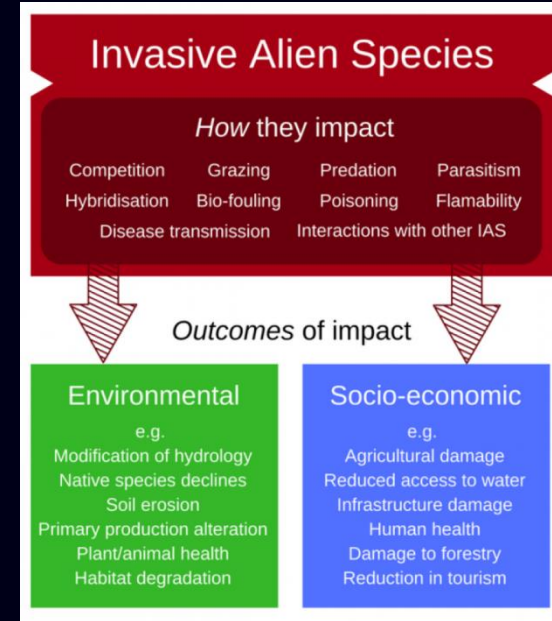 Invasive Alien Species
How they impact
Competition Grazing Predation Parasitism
Hybridisation Bio-fouling Poisoning Flamability
Disease transmission Interactions with other IAS
Outcomes of impact
Environmental
e.g.
Modification of hydrology
Native species declines
Soil erosion
Primary production alteration
Plant/animal health
Habitat degradation
Socio-economic
e.g.
Agricultural damage
Reduced access to water
Infrastructure damage
Human health
Damage to forestry
Reduction in tourism